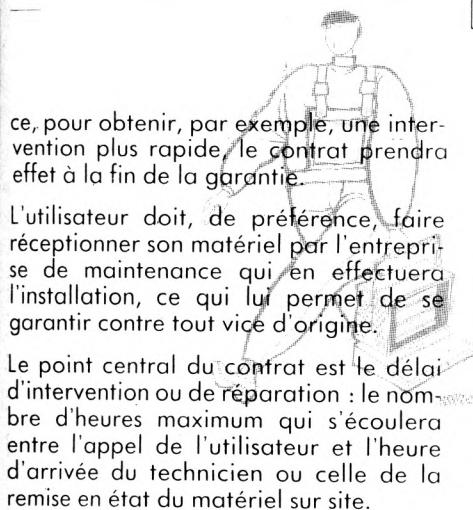 ce, pour obtenir, par exemple, une inter-
vention plus rapide, le contrat prendra
effet à la fin de la garantie.
L'utilisateur doit, de préférence, faire
réceptionner son matériel par l'entrepri-
se de maintenance qui en effectuera
l'installation, ce qui lui permet de se
garantir contre tout vice d'origine.
Le point central du contrat est le délai
d'intervention ou de réparation : le nom-
bre d'heures maximum qui s'écoulera
entre l'appel de l'utilisateur et l'heure
d'arrivée du technicien ou celle de la
remise en état du matériel sur site.